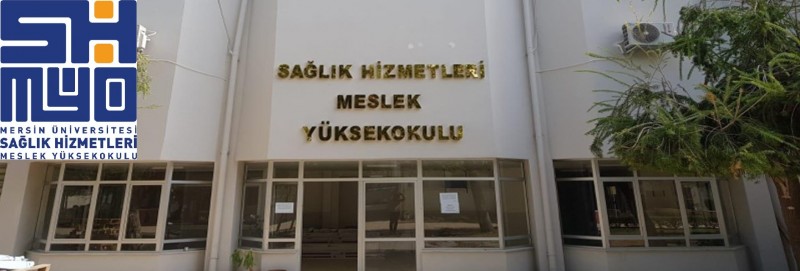 SH
MYO
MERSİN ÜNİVERSİTESİ
SAĞLIK HİZMETLERİ
MESLEK YÜKSEKOKULU
SAĞLIK HİZMETLERİ
MESLEK
YÜKSEKOKULU